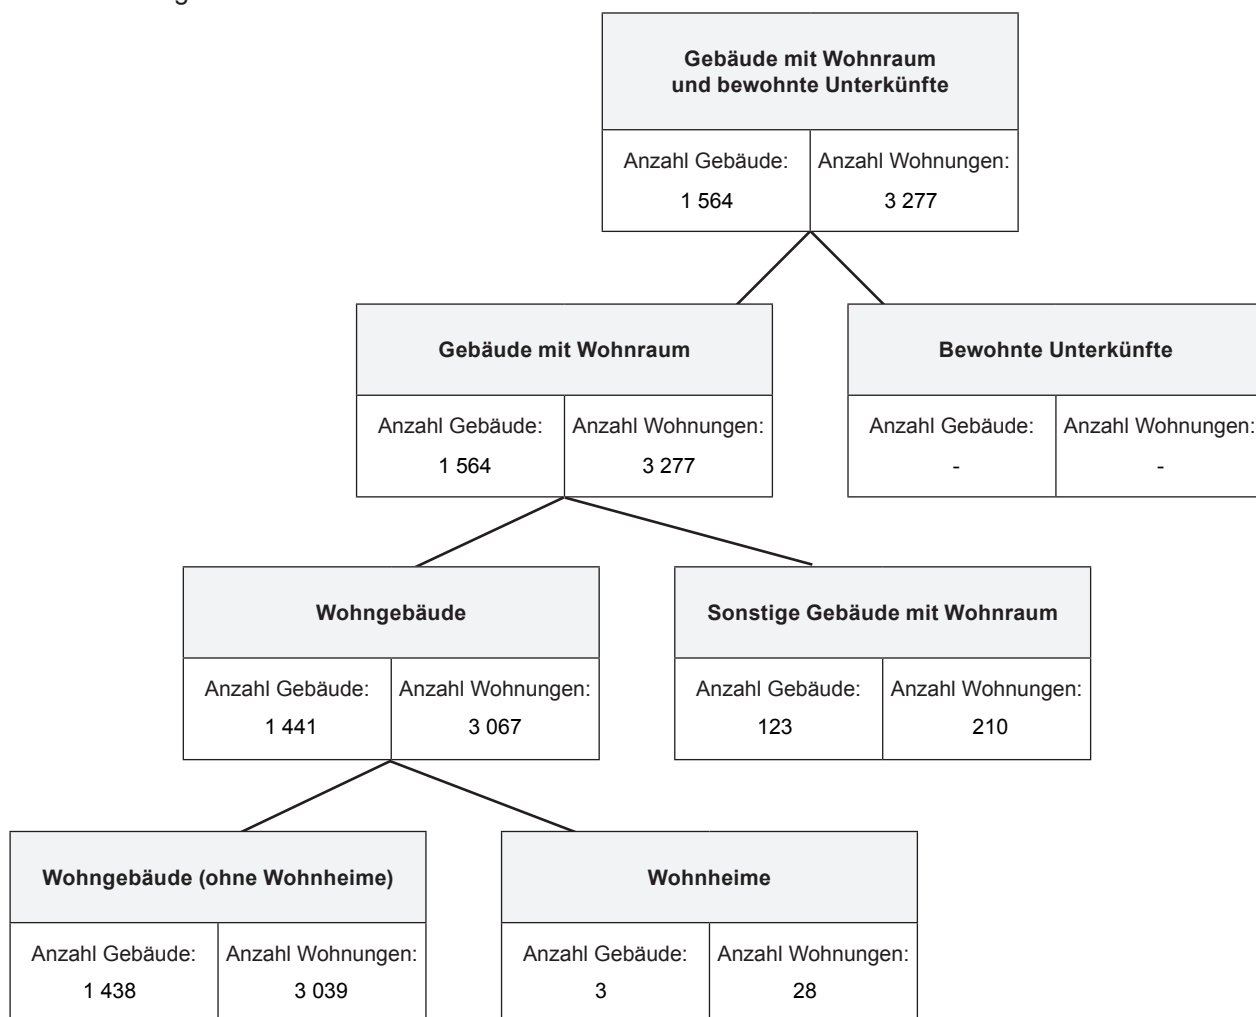 Gebäude mit Wohnraum
und bewohnte Unterkünfte
Anzahl Gebäude: Anzahl Wohnungen:
1 564 3 277
Gebäude mit Wohnraum Bewohnte Unterkünfte
Anzahl Gebäude: Anzahl Wohnungen: Anzahl Gebäude: Anzahl Wohnungen:
1 564 3 277 - -
Wohngebäude Sonstige Gebäude mit Wohnraum
Anzahl Gebäude: Anzahl Wohnungen: Anzahl Gebäude: Anzahl Wohnungen:
1 441 3 067 123 210
Wohngebäude (ohne Wohnheime) Wohnheime
Anzahl Gebäude: Anzahl Wohnungen: Anzahl Gebäude: Anzahl Wohnungen:
1 438 3 039 3 28